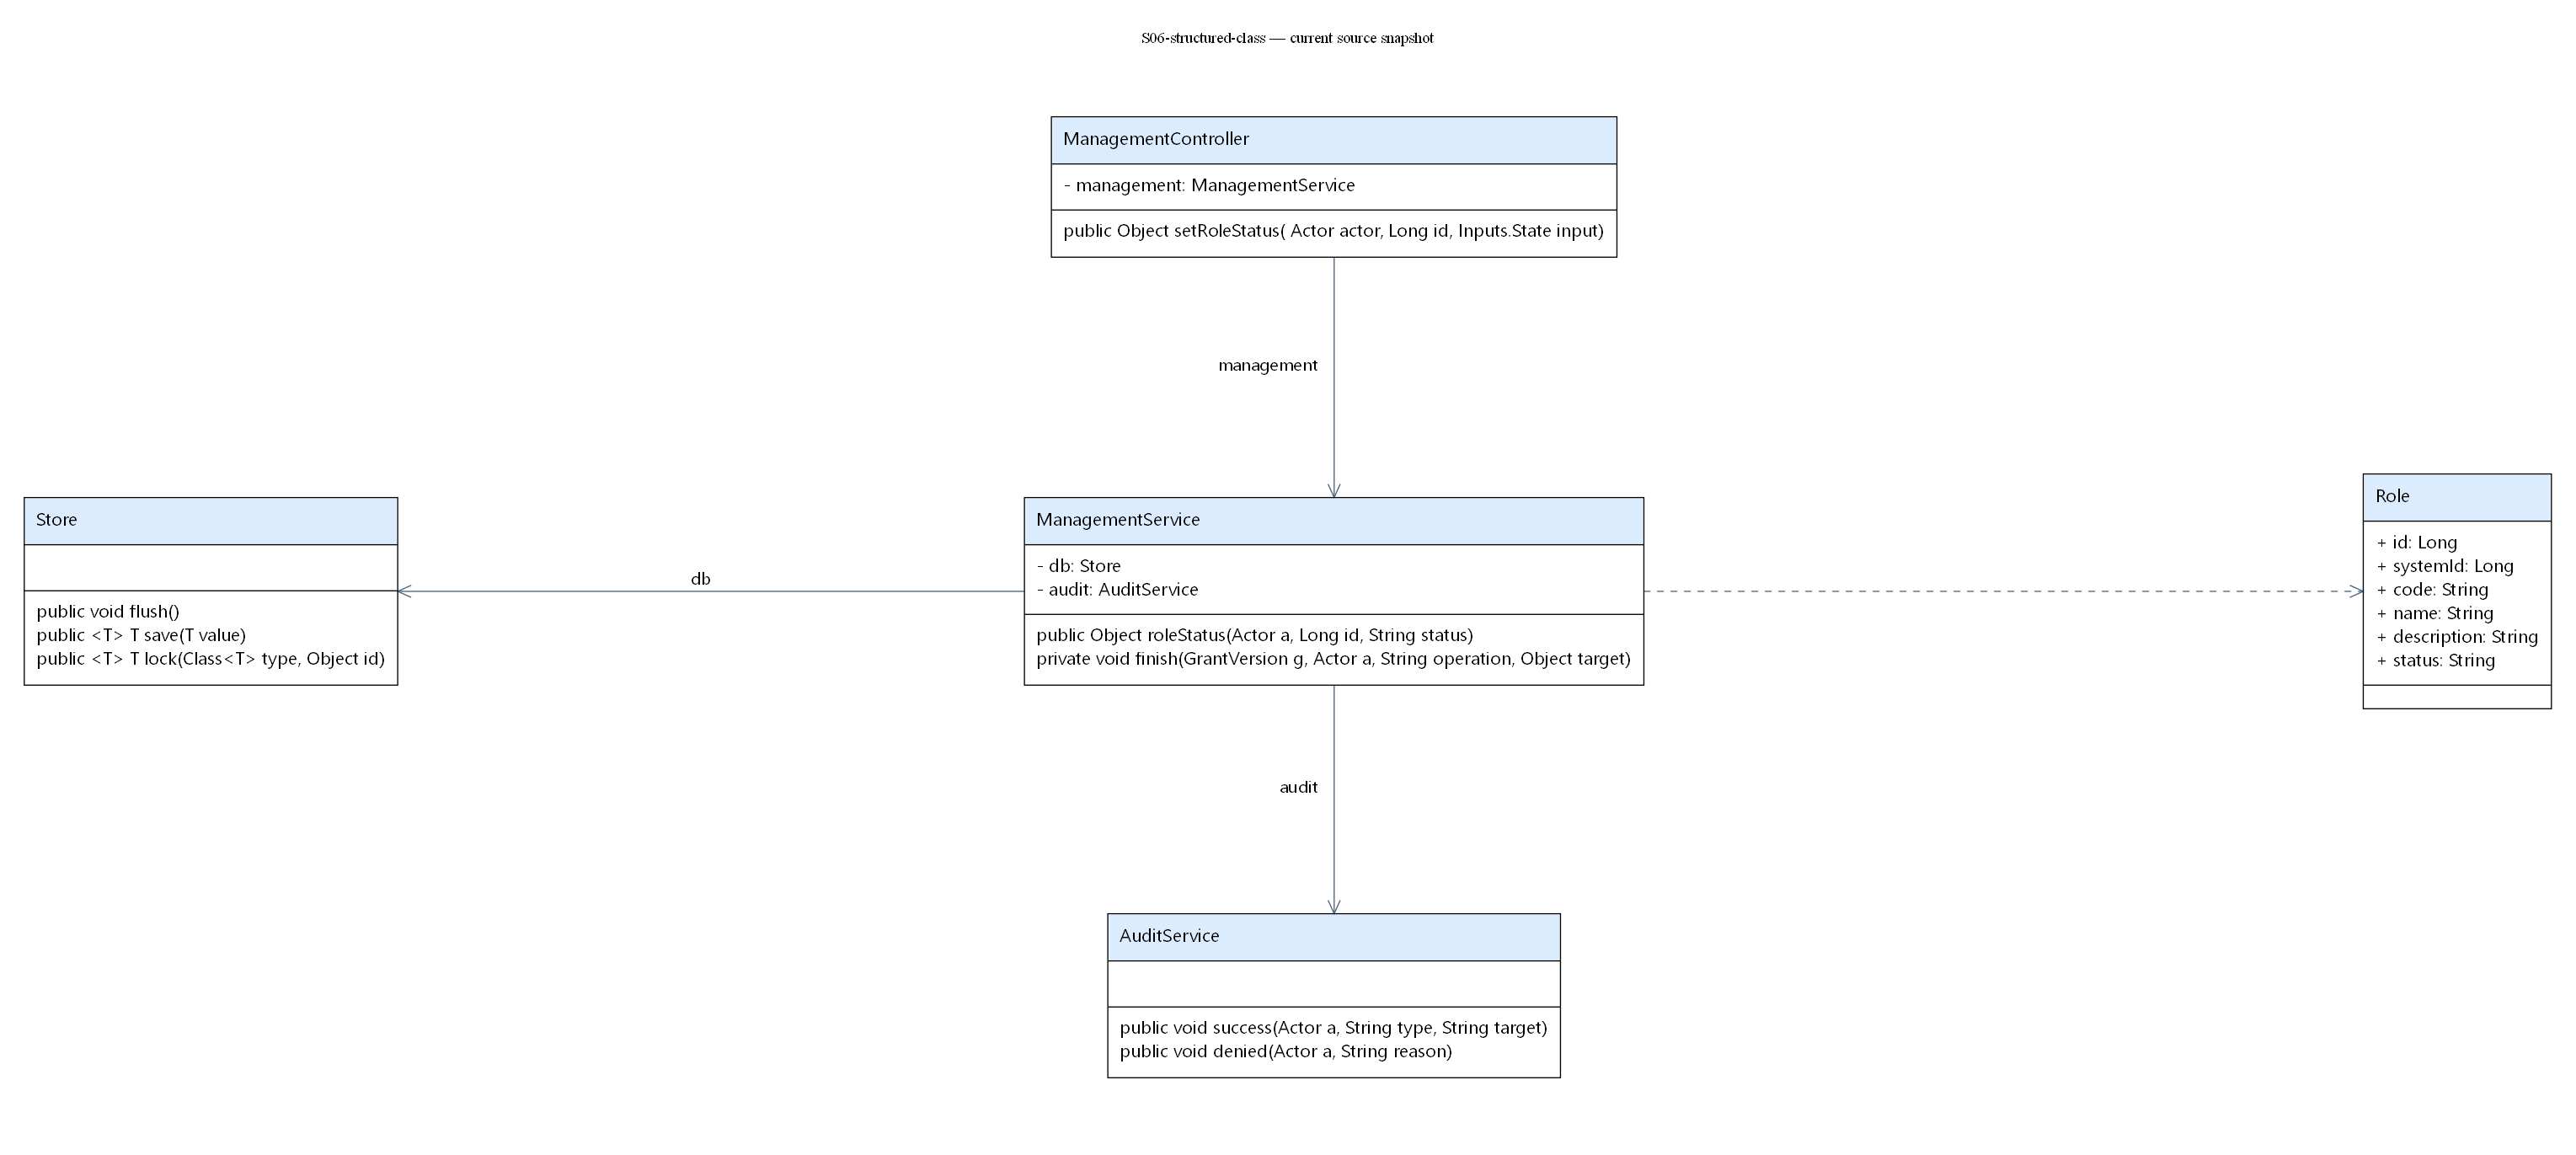 S06-structured-class — current source snapshot
ManagementController
- management: ManagementService
public Object setRoleStatus( Actor actor, Long id, Inputs.State input)
management
Store
public void flush()
public <T> T save(T value)
public <T> T lock(Class<T> type, Object id)
db
ManagementService
- db: Store
- audit: AuditService
public Object roleStatus(Actor a, Long id, String status)
private void finish(GrantVersion g, Actor a, String operation, Object target)
Role
+ id: Long
+ systemId: Long
+ code: String
+ name: String
+ description: String
+ status: String
audit
AuditService
public void success(Actor a, String type, String target)
public void denied(Actor a, String reason)